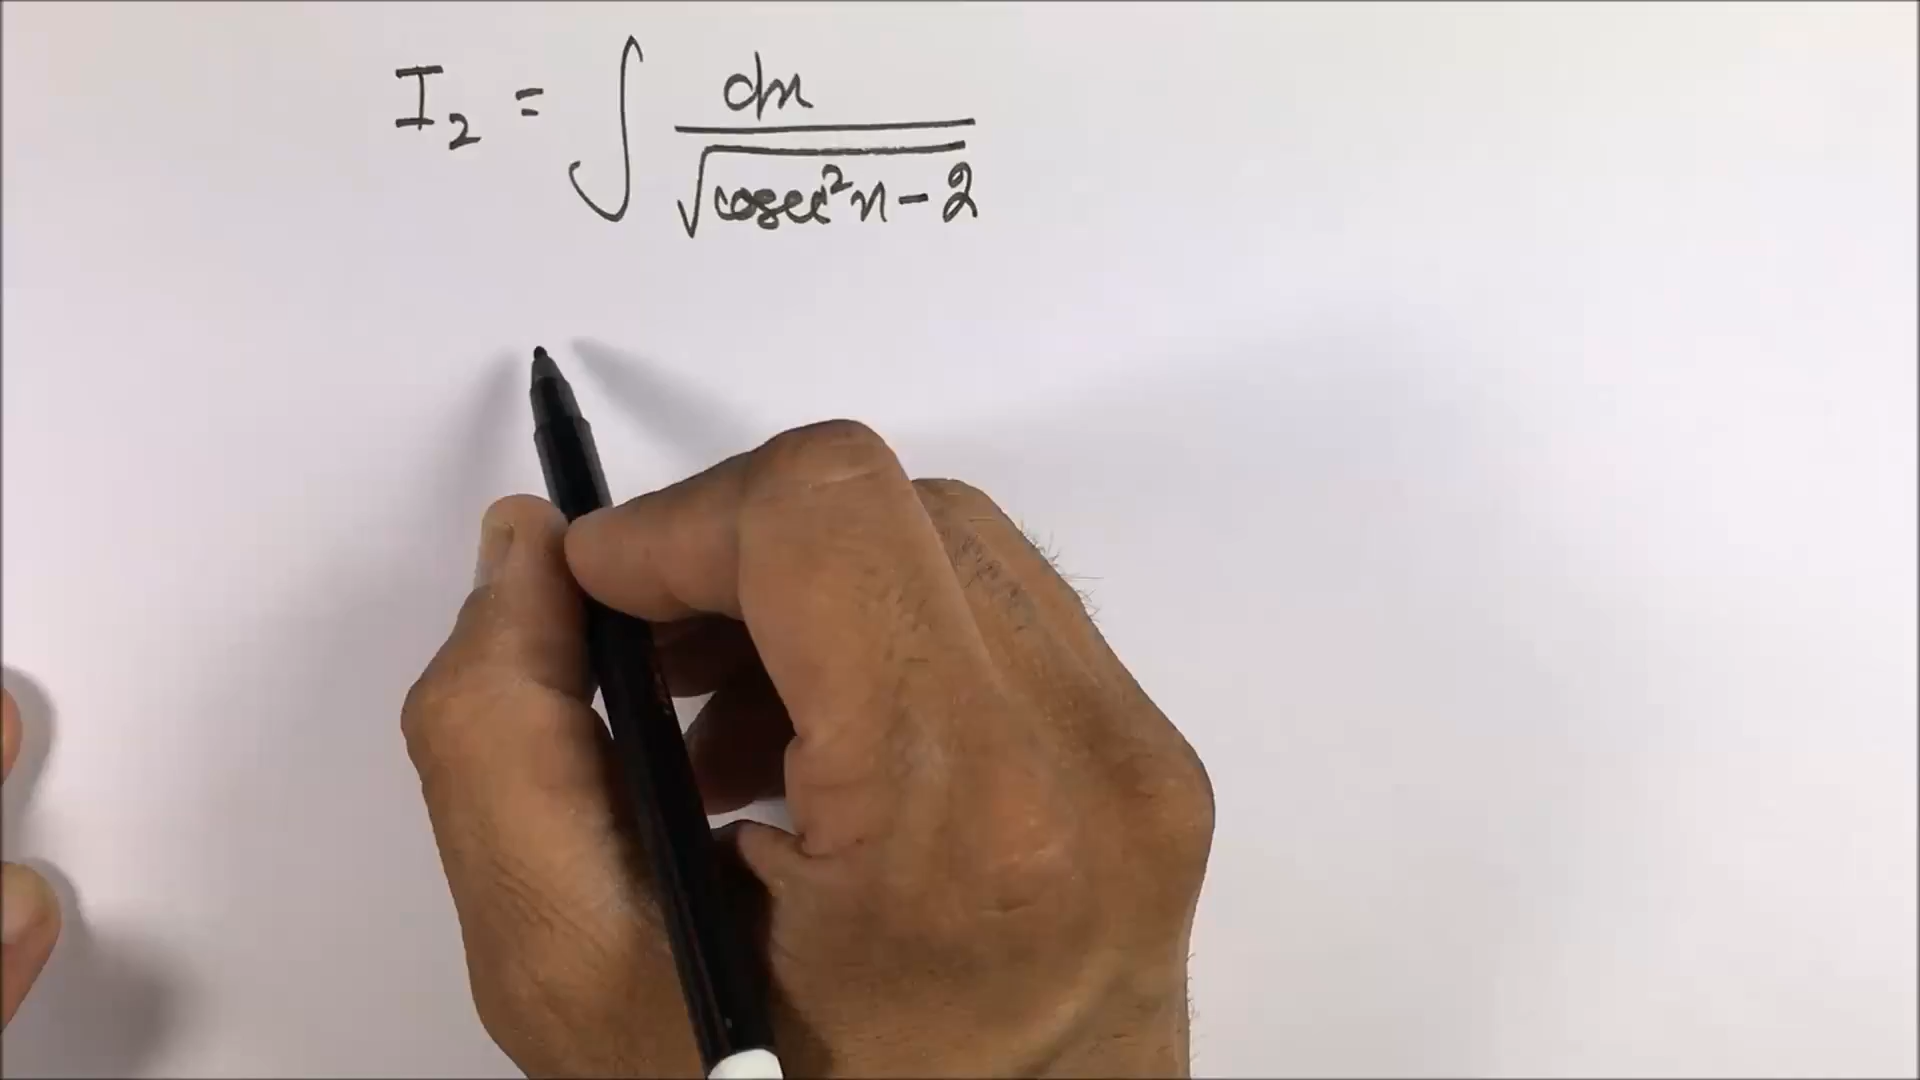 I₂ = ∫ dx / √(cosec²x - 2)